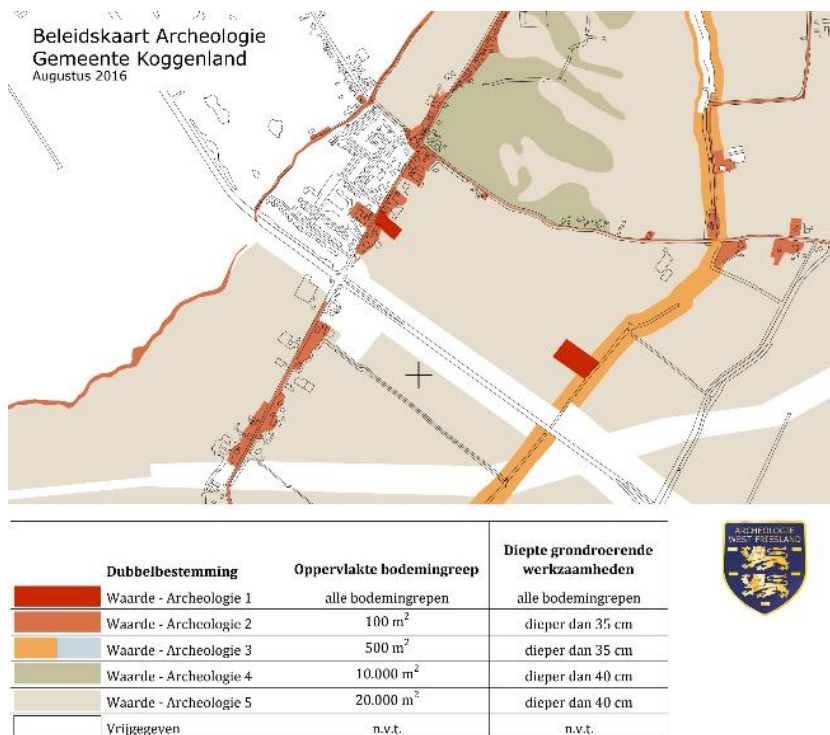 Beleidskaart Archeologie
Gemeente Koggenland
Augustus 2016
Dubbelbestemming Oppervlakte bodemingreep Diepte grondroerende werkzaamheden
Waarde - Archeologie 1 alle bodemingrepen alle bodemingrepen
Waarde - Archeologie 2 100 m² dieper dan 35 cm
Waarde - Archeologie 3 500 m² dieper dan 35 cm
Waarde - Archeologie 4 10.000 m² dieper dan 40 cm
Waarde - Archeologie 5 20.000 m² dieper dan 40 cm
Vrijgegeven n.v.t. n.v.t.
ARCHEOLOGIE
WEST-FRIESLAND